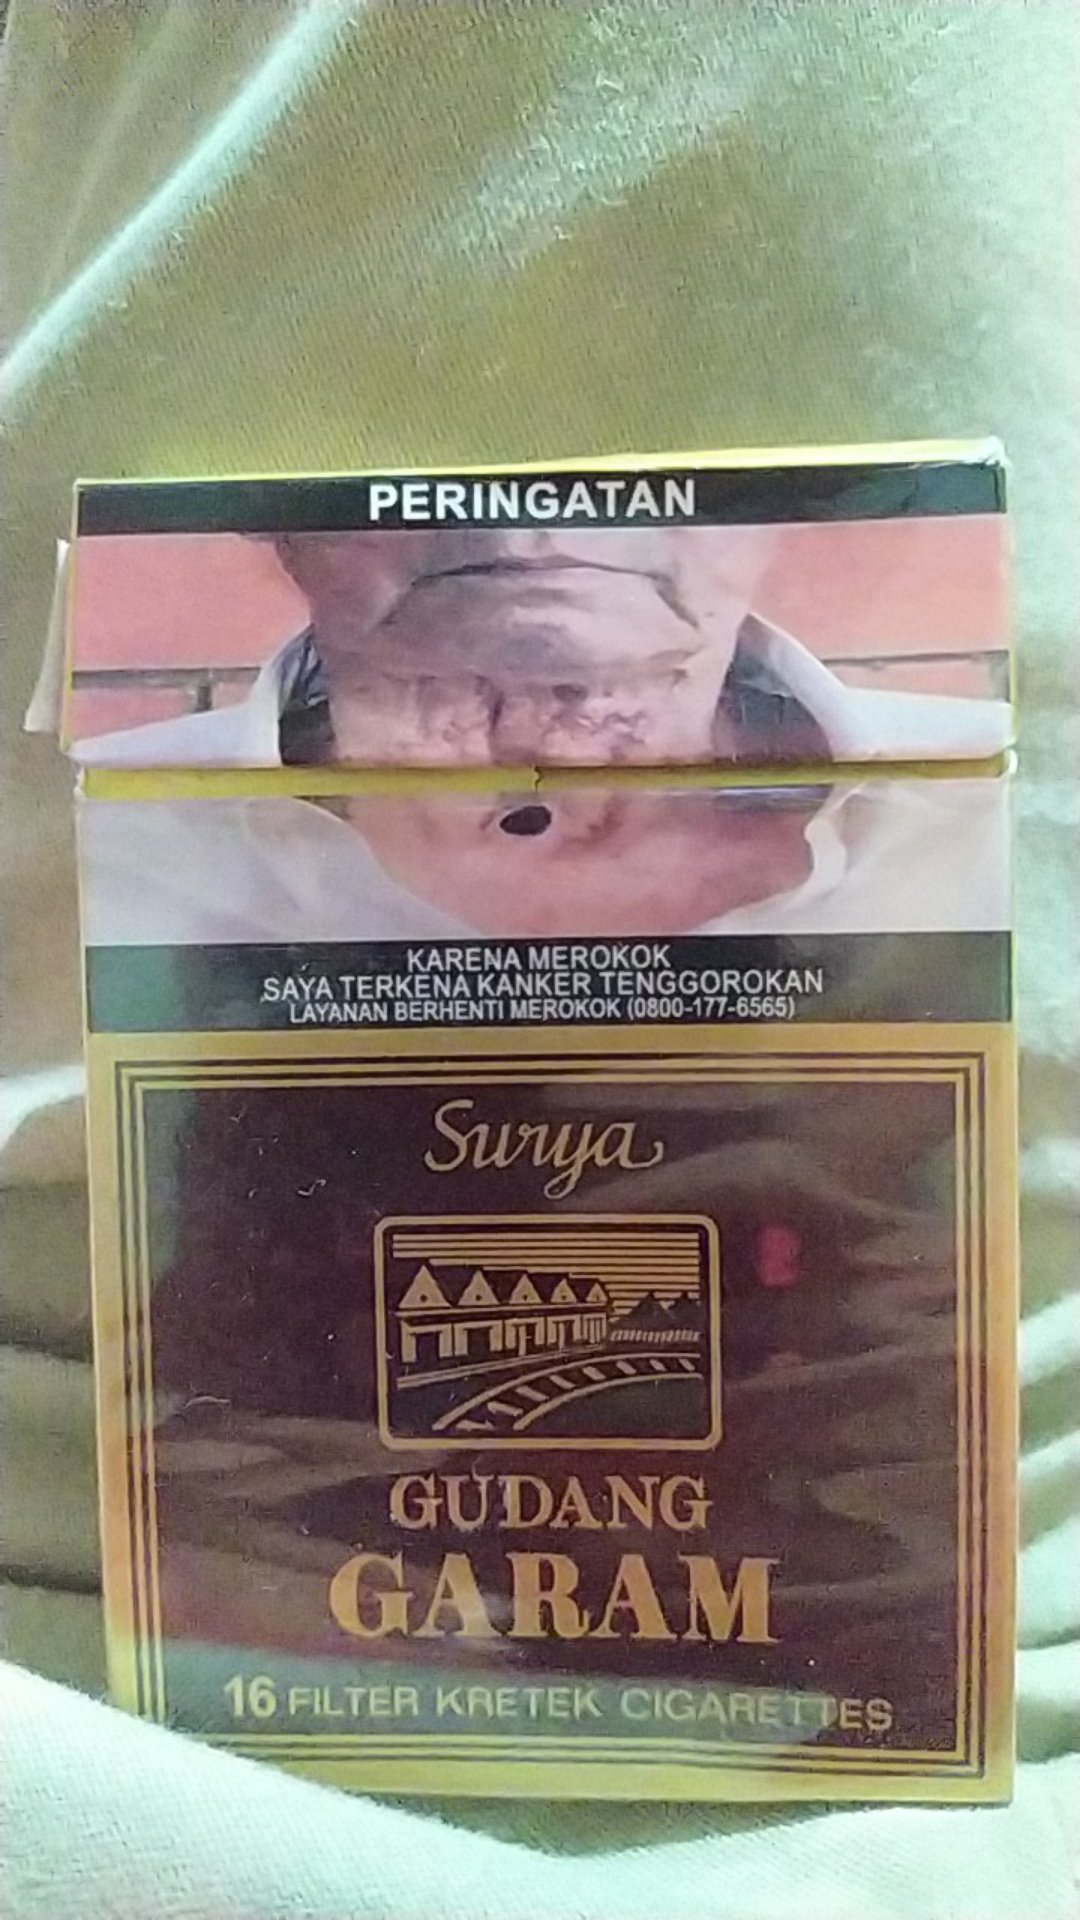 PERINGATAN
KARENA MEROKOK
SAYA TERKENA KANKER TENGGOROKAN
LAYANAN BERHENTI MEROKOK (0800-177-6565)
Surya
GUDANG
GARAM
16 FILTER KRETEK CIGARETTES